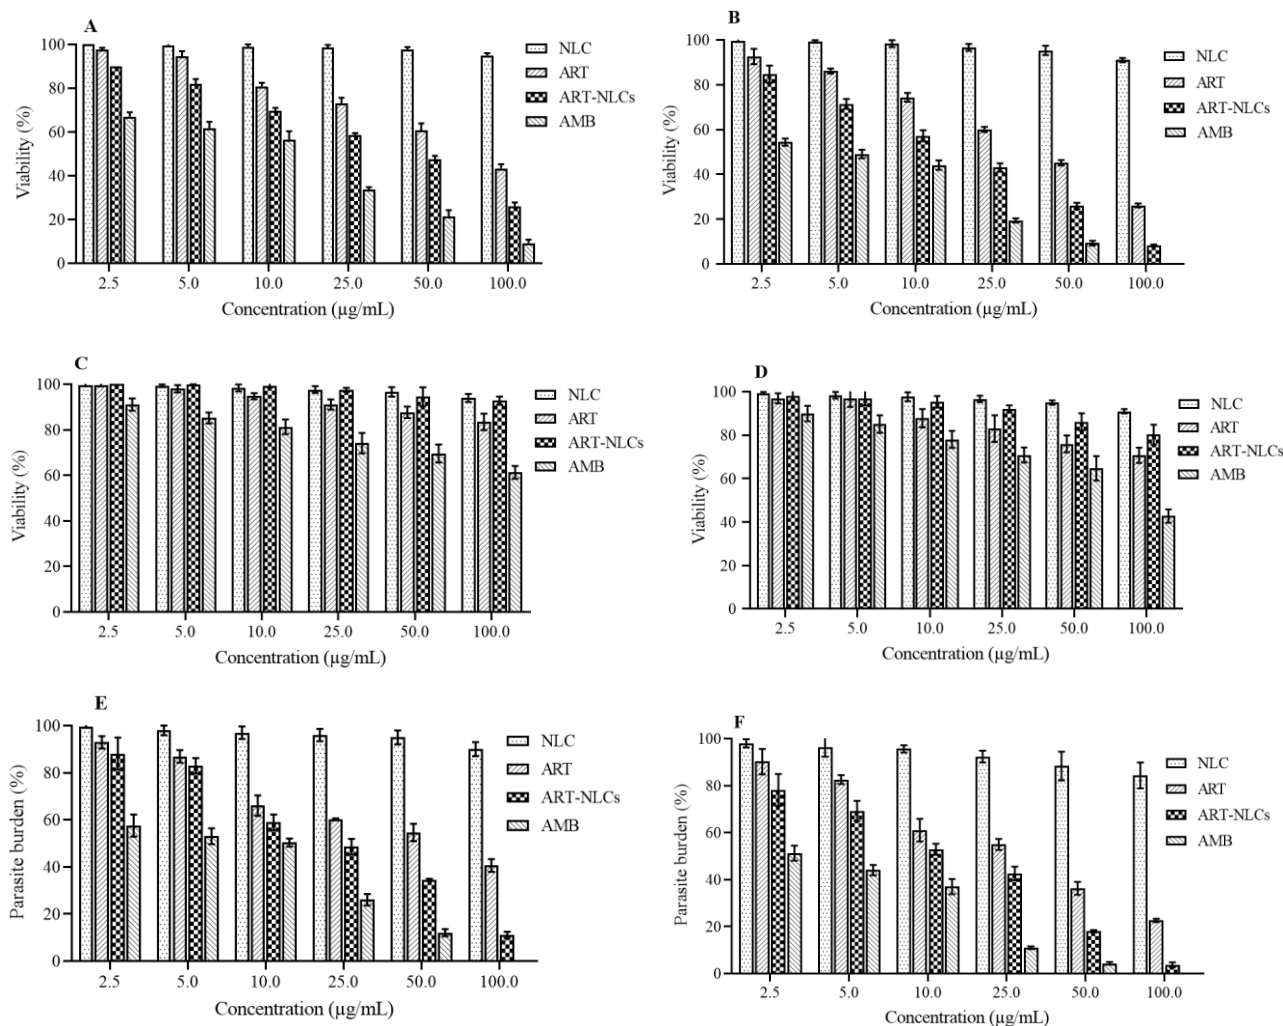 A
100
80
60
40
20
0
Viability (%)
2.5 5.0 10.0 25.0 50.0 100.0
Concentration (µg/mL)
NLC
ART
ART-NLCs
AMB
B
100
80
60
40
20
0
Viability (%)
2.5 5.0 10.0 25.0 50.0 100.0
Concentration (µg/mL)
NLC
ART
ART-NLCs
AMB
C
100
80
60
40
20
0
Viability (%)
2.5 5.0 10.0 25.0 50.0 100.0
Concentration (µg/mL)
NLC
ART
ART-NLCs
AMB
D
100
80
60
40
20
0
Viability (%)
2.5 5.0 10.0 25.0 50.0 100.0
Concentration (µg/mL)
NLC
ART
ART-NLCs
AMB
E
100
80
60
40
20
0
Parasite burden (%)
2.5 5.0 10.0 25.0 50.0 100.0
Concentration (µg/mL)
NLC
ART
ART-NLCs
AMB
F
100
80
60
40
20
0
Parasite burden (%)
2.5 5.0 10.0 25.0 50.0 100.0
Concentration (µg/mL)
NLC
ART
ART-NLCs
AMB